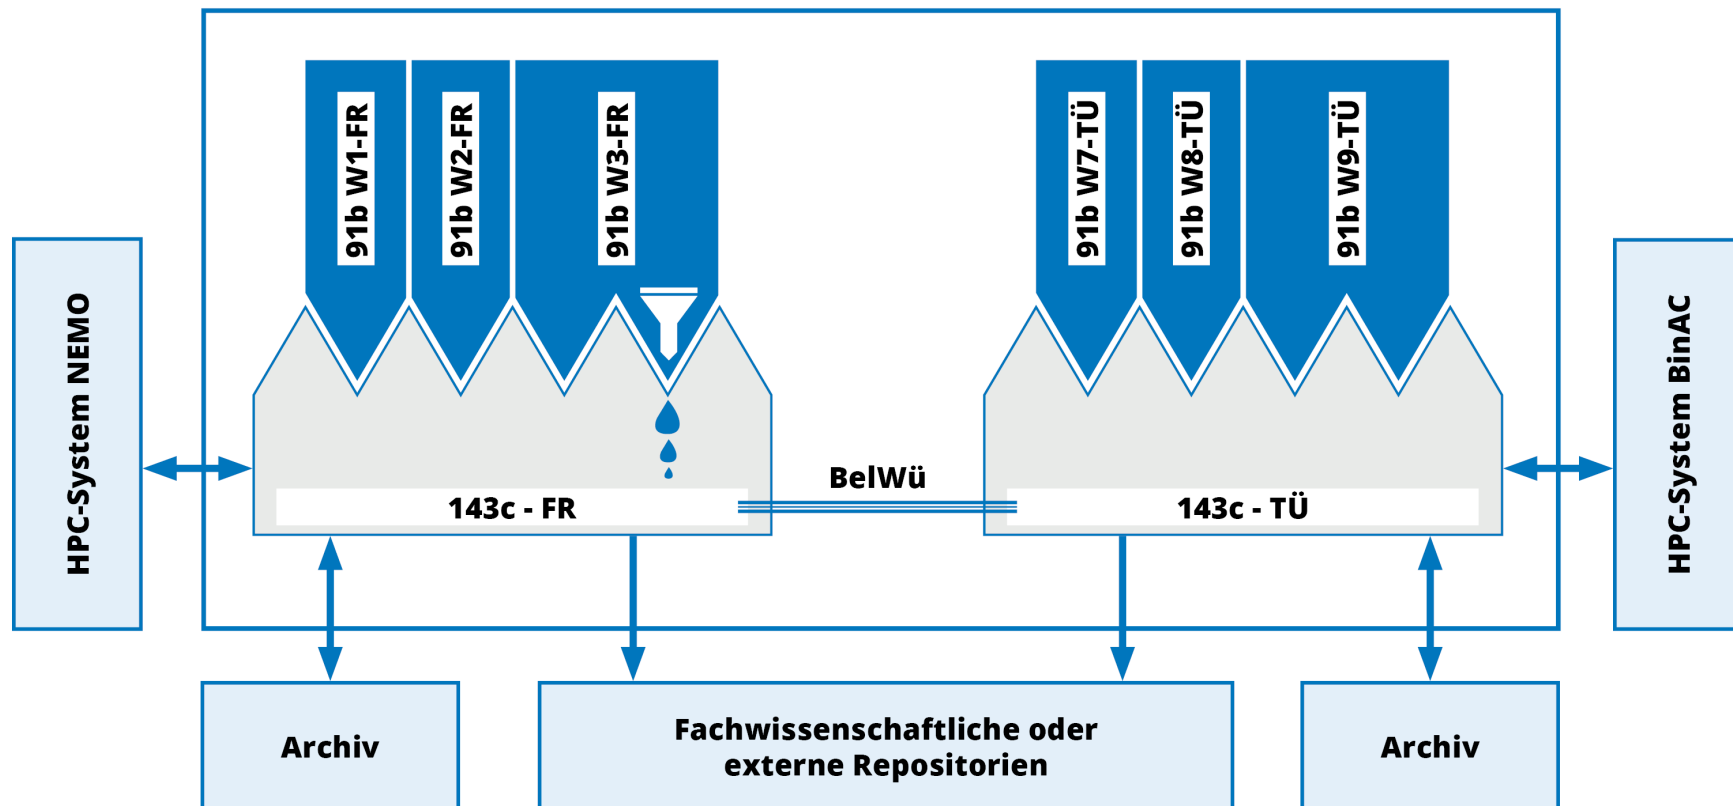 91b W1-FR
91b W2-FR
91b W3-FR
91b W7-TÜ
91b W8-TÜ
91b W9-TÜ
HPC-System NEMO
HPC-System BinAC
BelWü
143c - FR
143c - TÜ
Archiv
Fachwissenschaftliche oder
externe Repositorien
Archiv